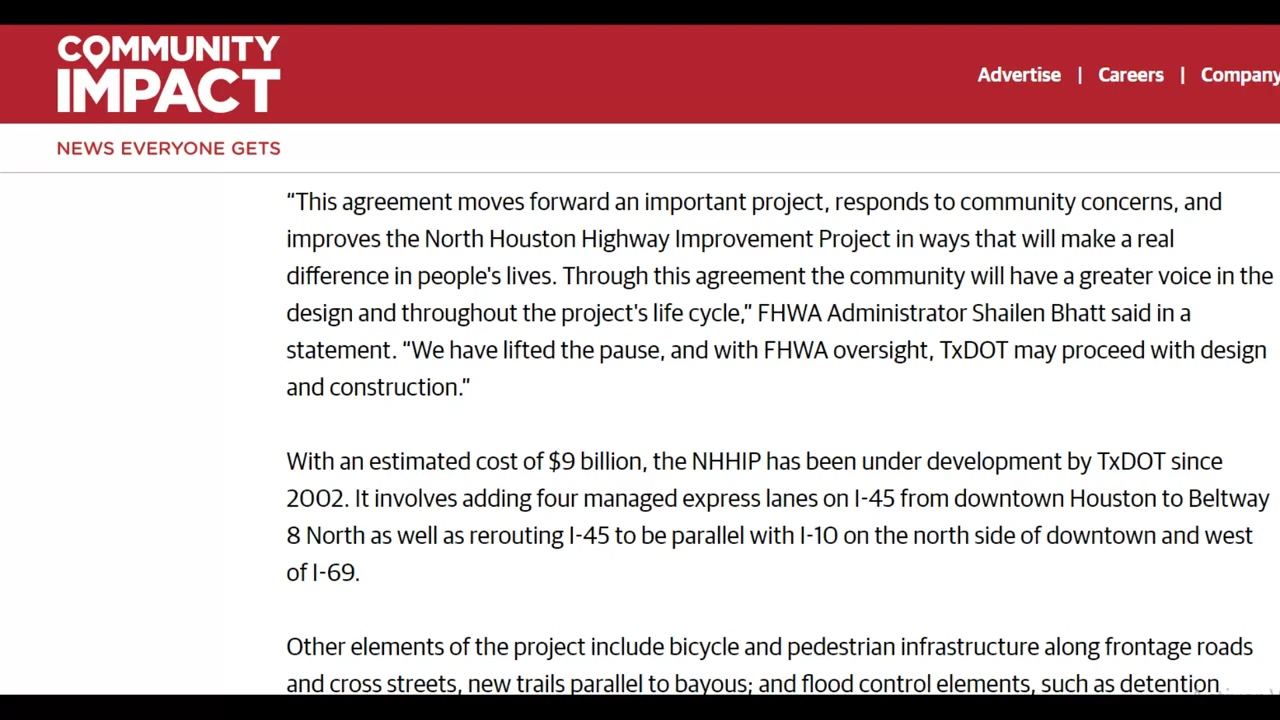 COMMUNITY
IMPACT
Advertise | Careers | Company
NEWS EVERYONE GETS
“This agreement moves forward an important project, responds to community concerns, and
improves the North Houston Highway Improvement Project in ways that will make a real
difference in people's lives. Through this agreement the community will have a greater voice in the
design and throughout the project's life cycle,” FHWA Administrator Shailen Bhatt said in a
statement. “We have lifted the pause, and with FHWA oversight, TxDOT may proceed with design
and construction.”
With an estimated cost of $9 billion, the NHHIP has been under development by TxDOT since
2002. It involves adding four managed express lanes on I-45 from downtown Houston to Beltway
8 North as well as rerouting I-45 to be parallel with I-10 on the north side of downtown and west
of I-69.
Other elements of the project include bicycle and pedestrian infrastructure along frontage roads
and cross streets, new trails parallel to bayous; and flood control elements, such as detention